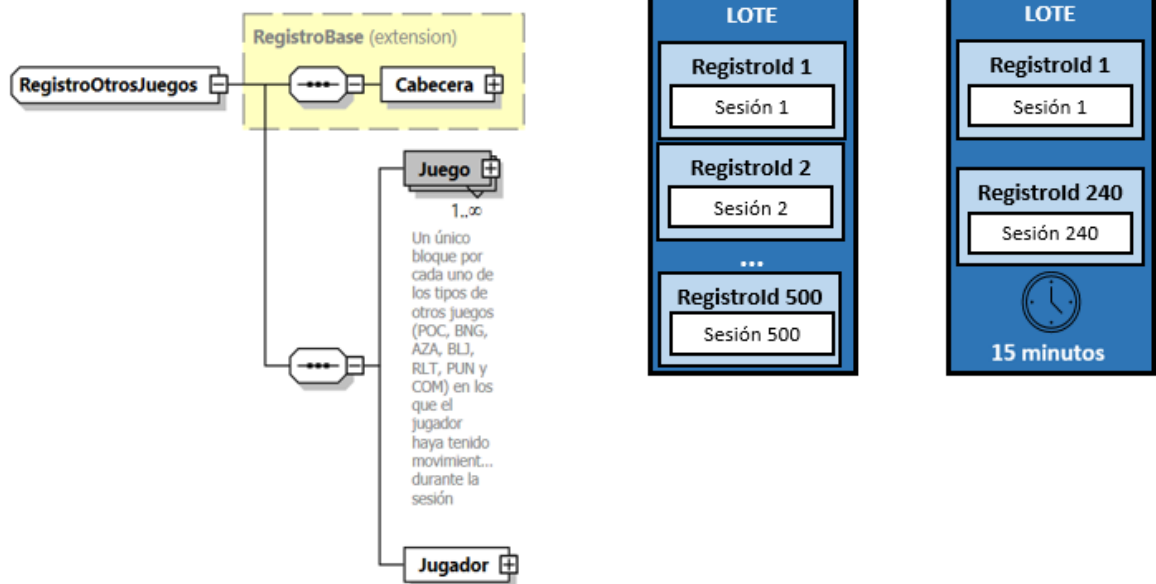 RegistroBase (extension)
RegistroOtrosJuegos
Cabecera
Juego
1..∞
Un único
bloque por
cada uno de
los tipos de
otros juegos
(POC, BNG,
AZA, BLJ,
RLT, PUN y
COM) en los
que el
jugador
haya tenido
movimient...
durante la
sesión
Jugador
LOTE
RegistroId 1
Sesión 1
RegistroId 2
Sesión 2
...
RegistroId 500
Sesión 500
LOTE
RegistroId 1
Sesión 1
RegistroId 240
Sesión 240
15 minutos